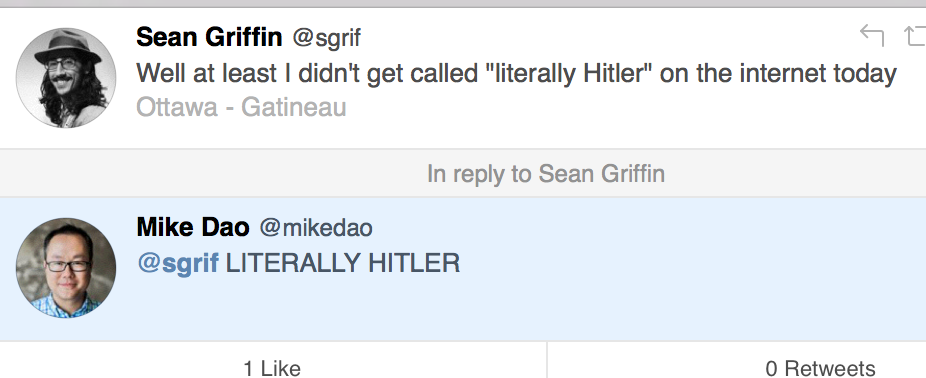 Sean Griffin @sgrif
Well at least I didn't get called "literally Hitler" on the internet today
Ottawa - Gatineau
In reply to Sean Griffin
Mike Dao @mikedao
@sgrif LITERALLY HITLER
1 Like 0 Retweets